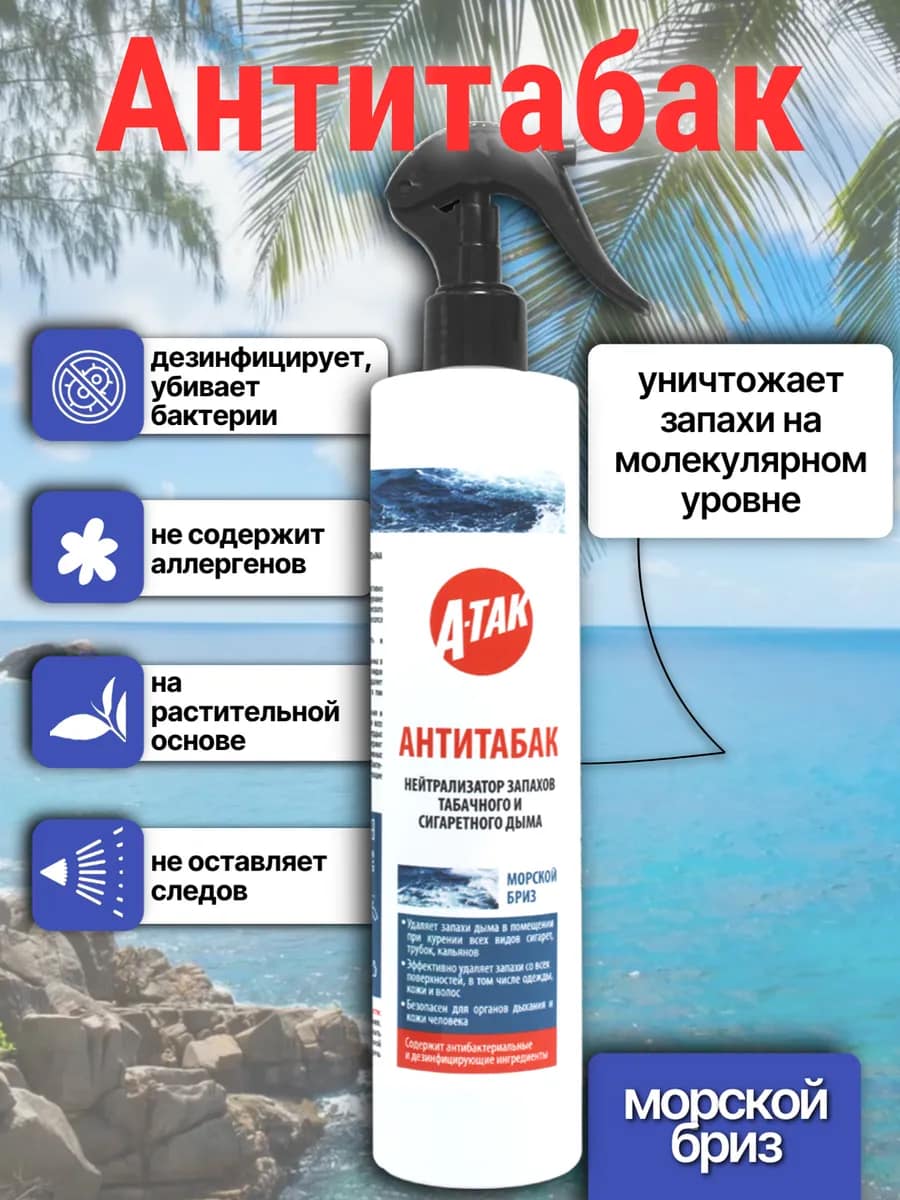 Антитабак
дезинфицирует,
убивает
бактерии
не содержит
аллергенов
на
растительной
основе
не оставляет
следов
уничтожает
запахи на
молекулярном
уровне
А-ТАК
АНТИТАБАК
НЕЙТРАЛИЗАТОР ЗАПАХОВ
ТАБАЧНОГО И
СИГАРЕТНОГО ДЫМА
МОРСКОЙ
БРИЗ
• Удаляет запахи дыма в помещении
при курении всех видов сигарет,
трубок, кальянов
• Эффективно удаляет запахи со всех
поверхностей, в том числе одежды,
кожи и волос
• Безопасен для органов дыхания и
кожи человека
Содержит антибактериальные
и дезинфицирующие ингредиенты
морской
бриз